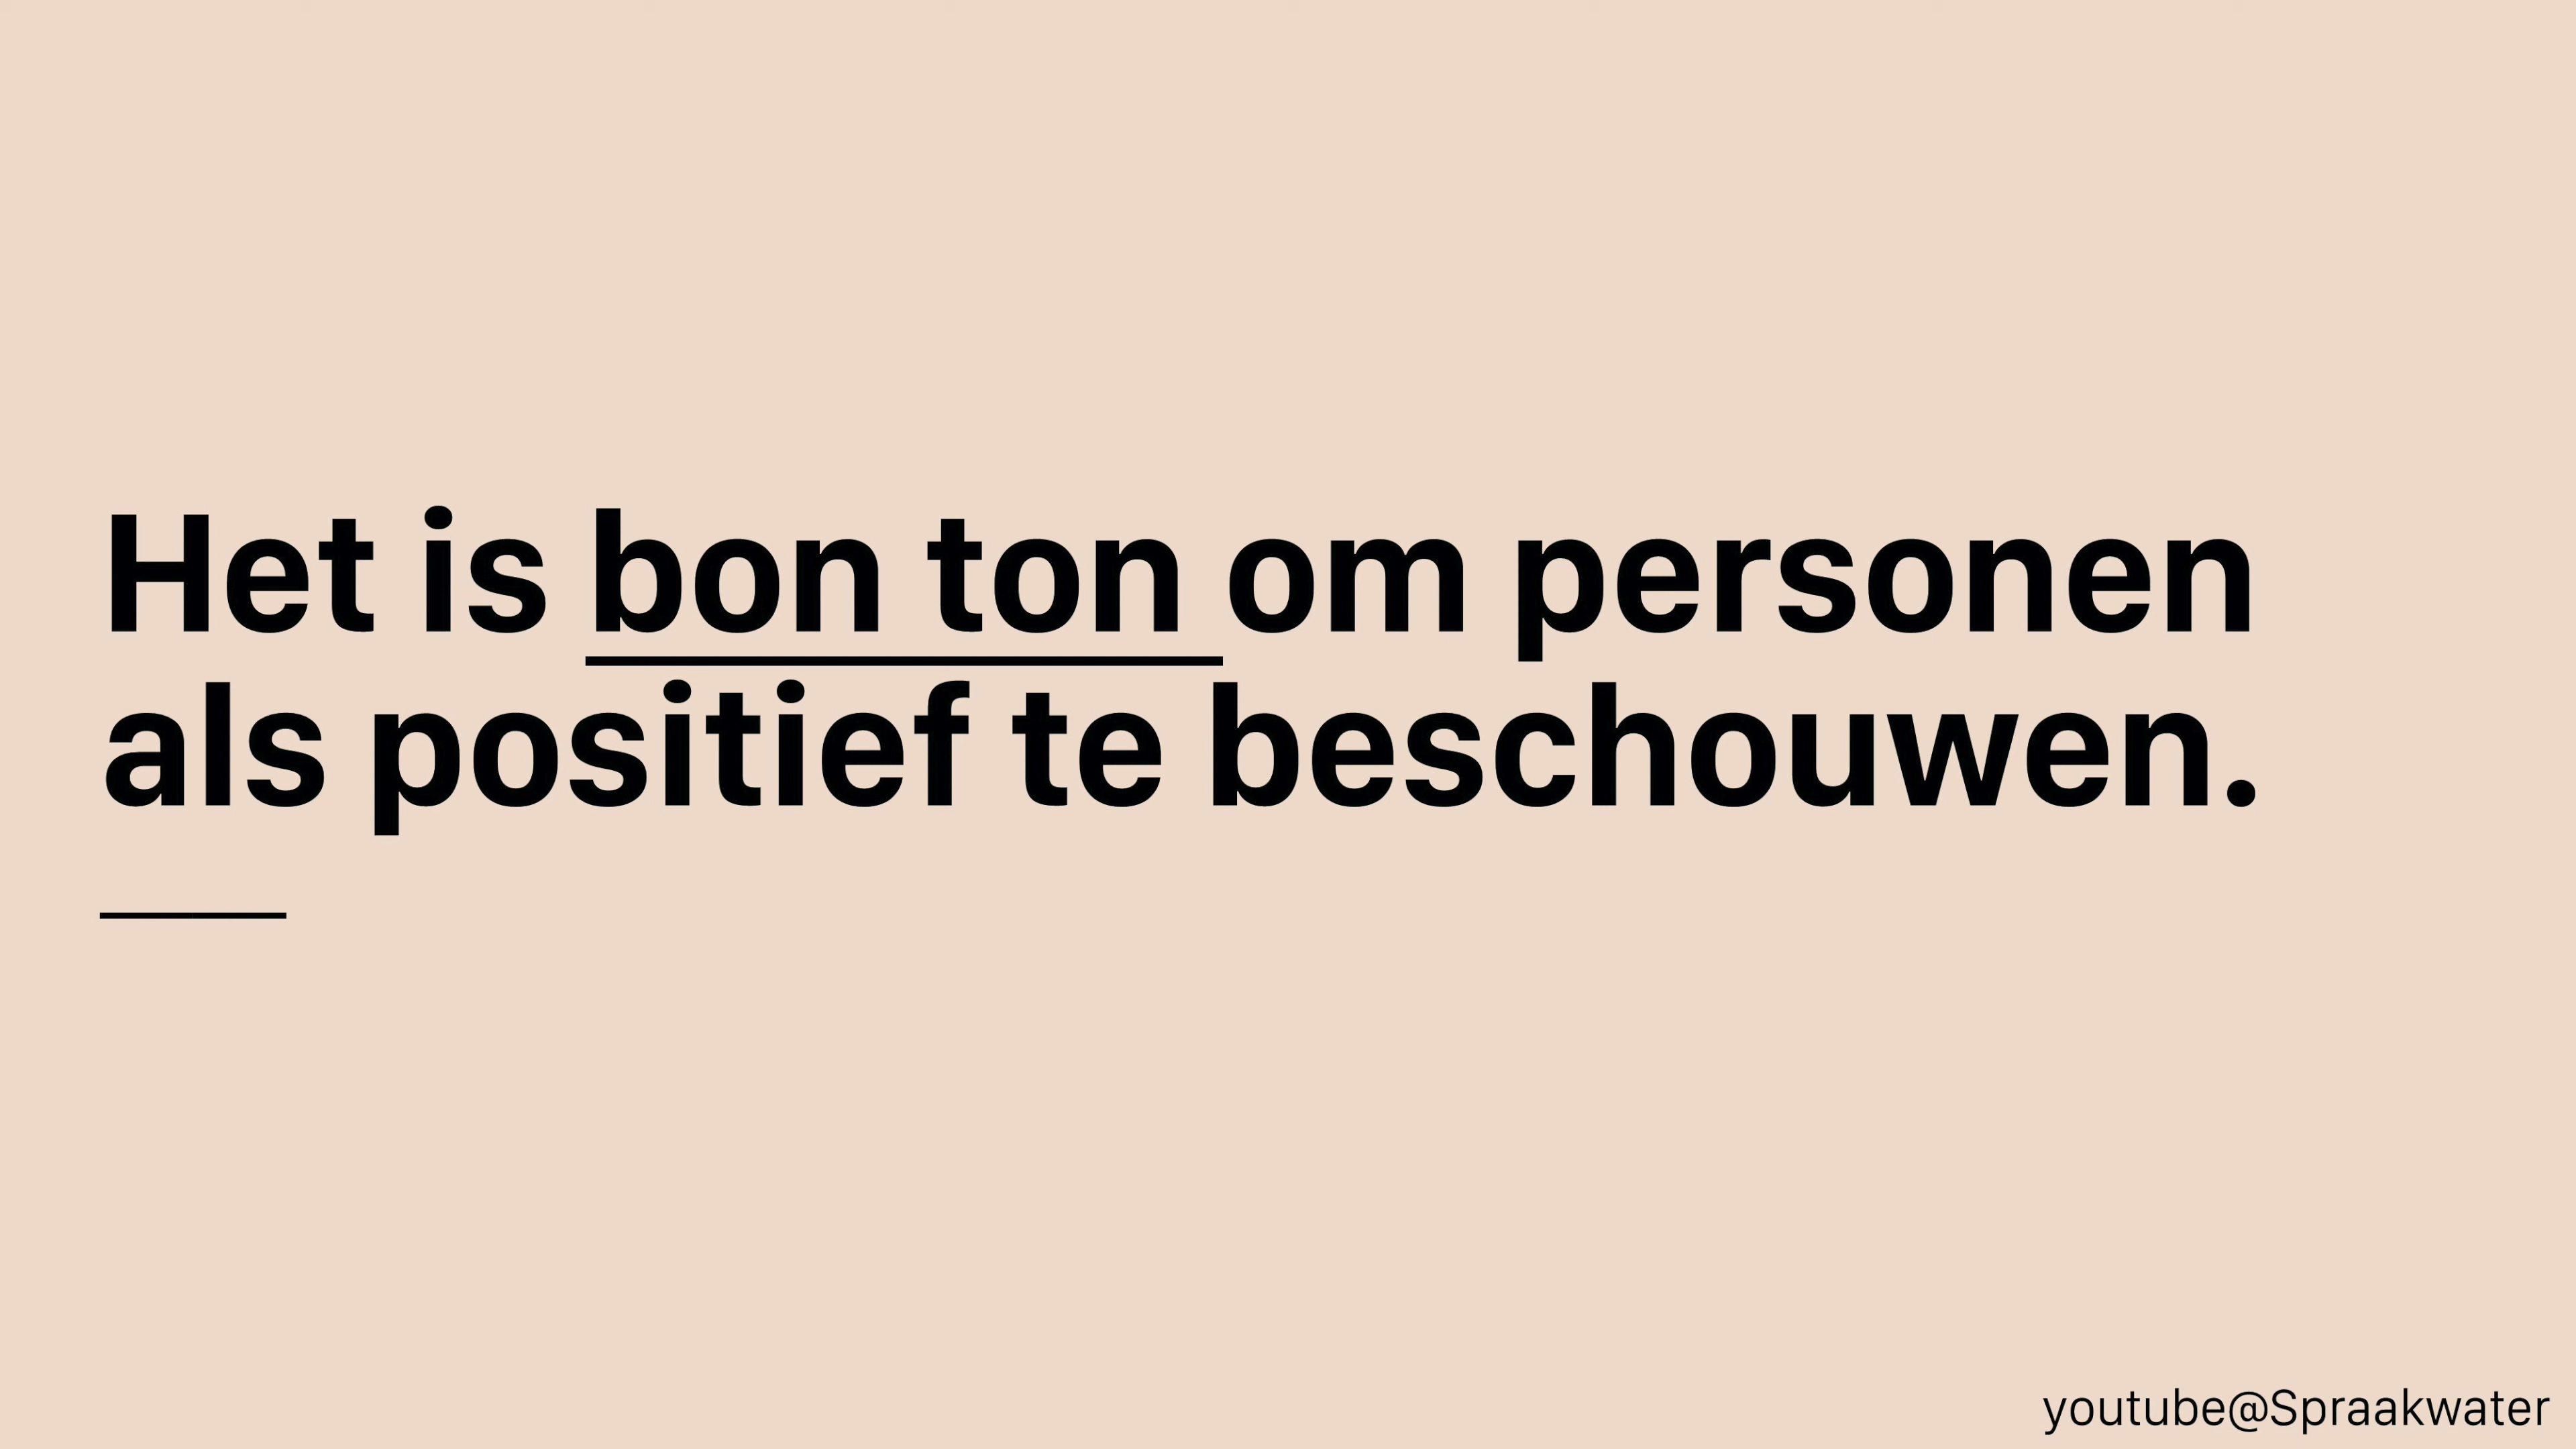 Het is bon ton om personen
als positief te beschouwen.
youtube@Spraakwater